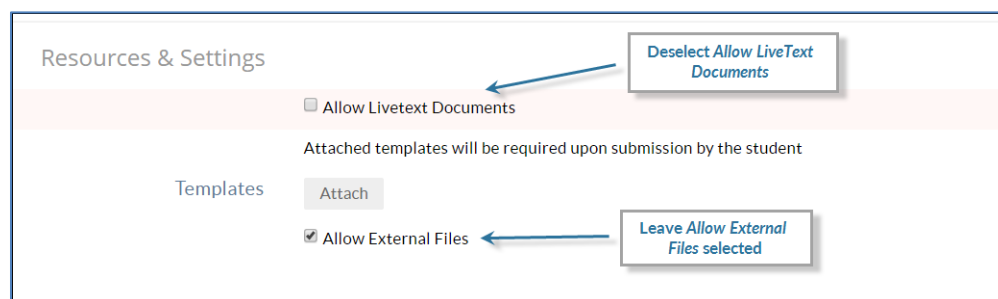 Resources & Settings
Deselect Allow LiveText
Documents
Allow Livetext Documents
Attached templates will be required upon submission by the student
Templates
Attach
Allow External Files
Leave Allow External
Files selected